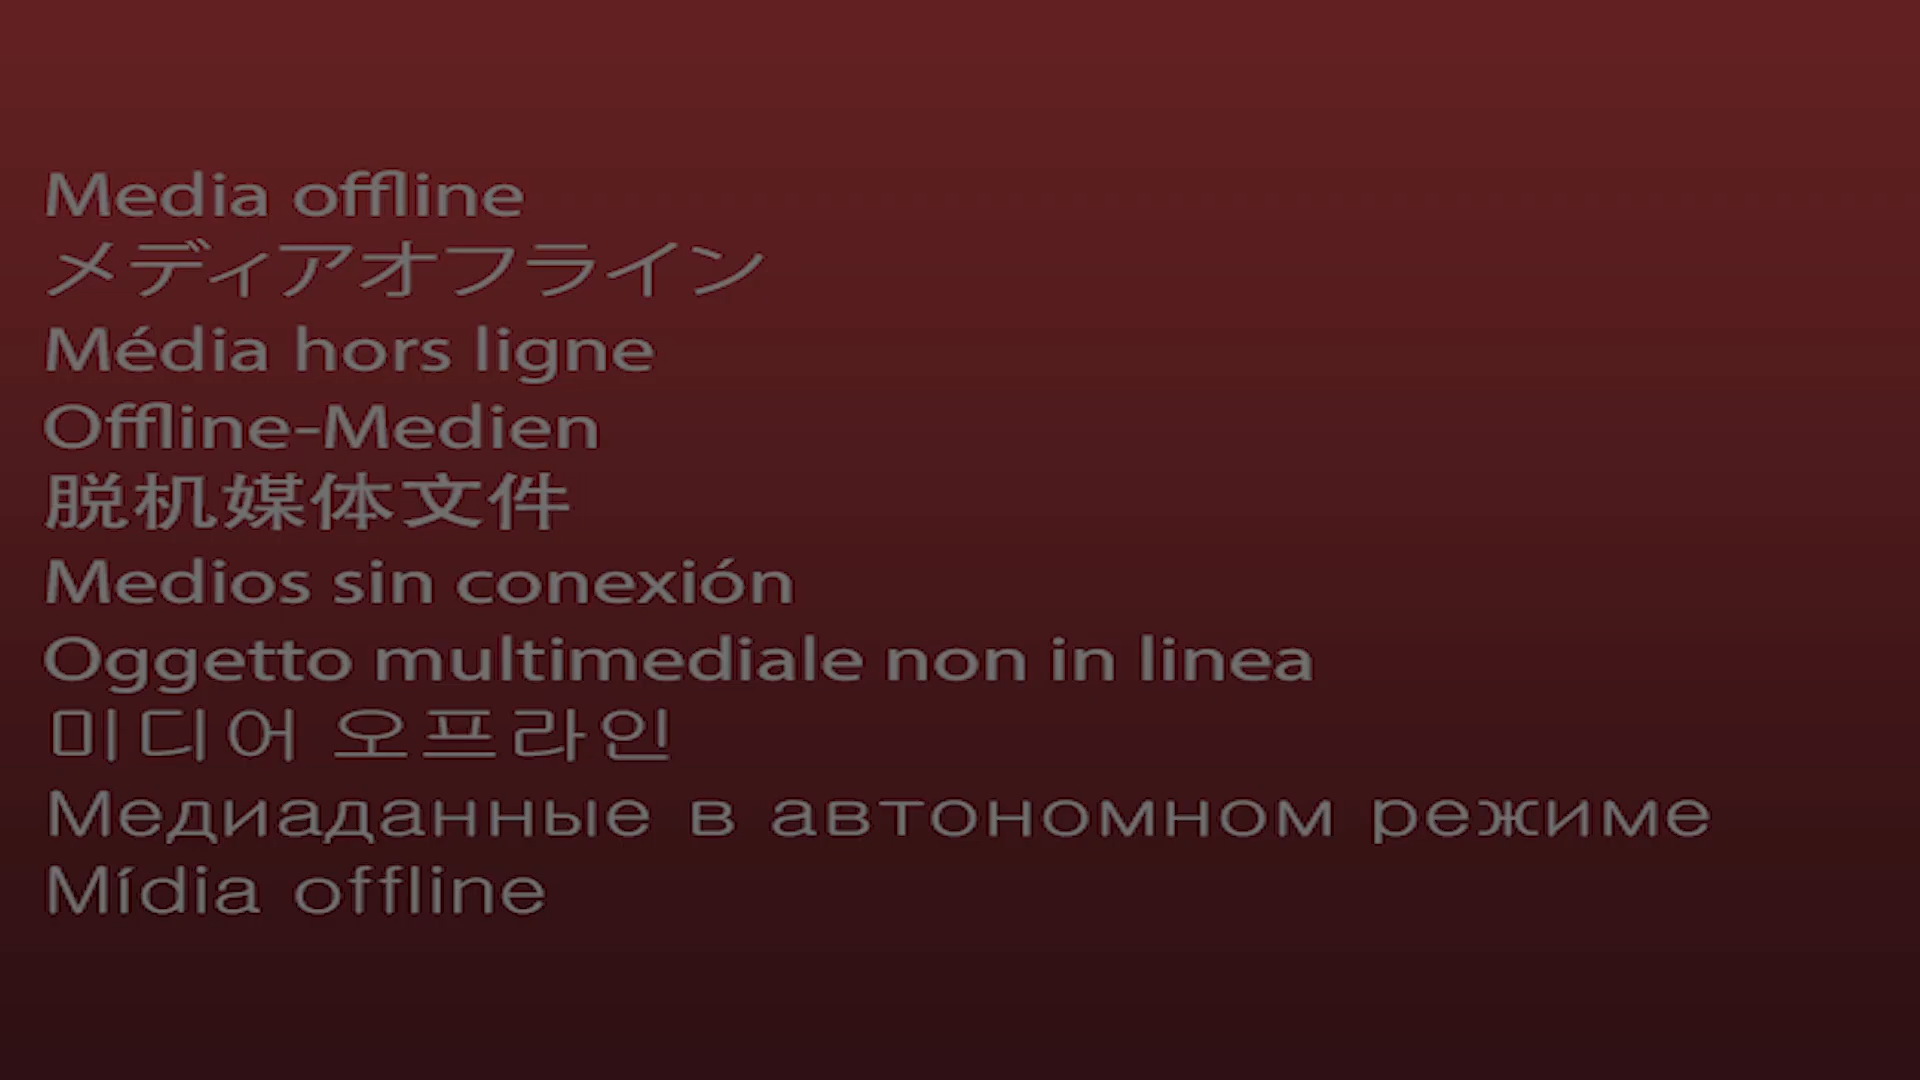 Media offline
メディアオフライン
Média hors ligne
Offline-Medien
脱机媒体文件
Medios sin conexión
Oggetto multimediale non in linea
미디어 오프라인
Медиаданные в автономном режиме
Mídia offline